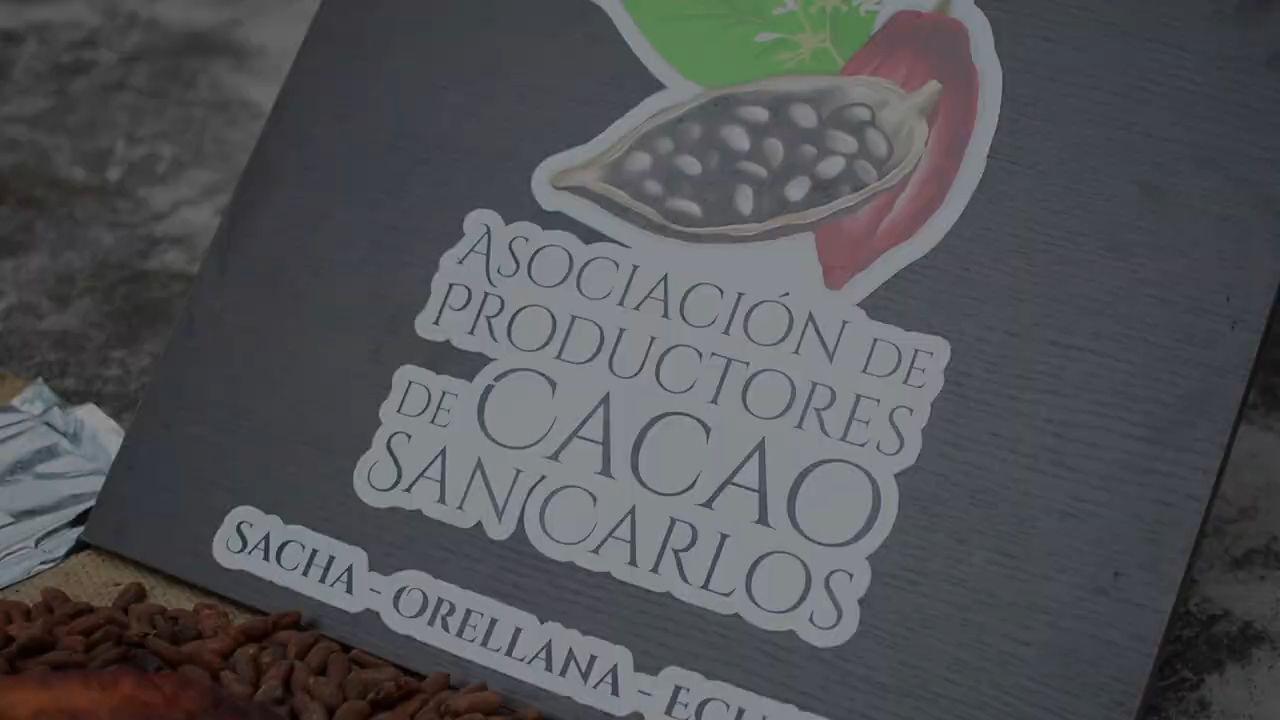 ASOCIACIÓN DE
PRODUCTORES
DE CACAO
SAN CARLOS
SACHA - ORELLANA -